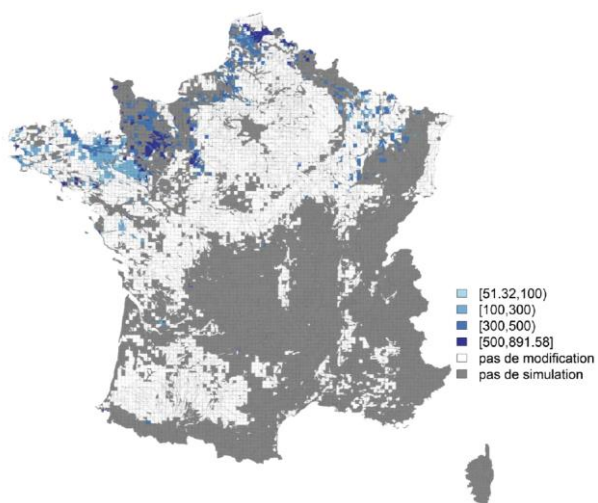 [51.32,100)
[100,300)
[300,500)
[500,891.58]
pas de modification
pas de simulation